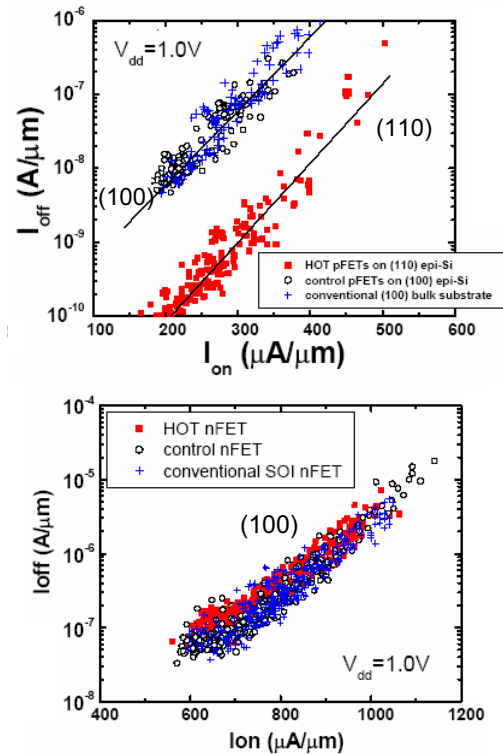 10⁻⁵
V_dd=1.0V
10⁻⁶
10⁻⁷
(110)
10⁻⁸
(100)
10⁻⁹
HOT pFETs on (110) epi-Si
control pFETs on (100) epi-Si
conventional (100) bulk substrate
10⁻¹⁰
I_off (A/μm)
100 200 300 400 500 600
I_on (μA/μm)
10⁻⁴
HOT nFET
control nFET
conventional SOI nFET
10⁻⁵
(100)
10⁻⁶
10⁻⁷
V_dd=1.0V
10⁻⁸
Ioff (A/μm)
400 600 800 1000 1200
Ion (μA/μm)